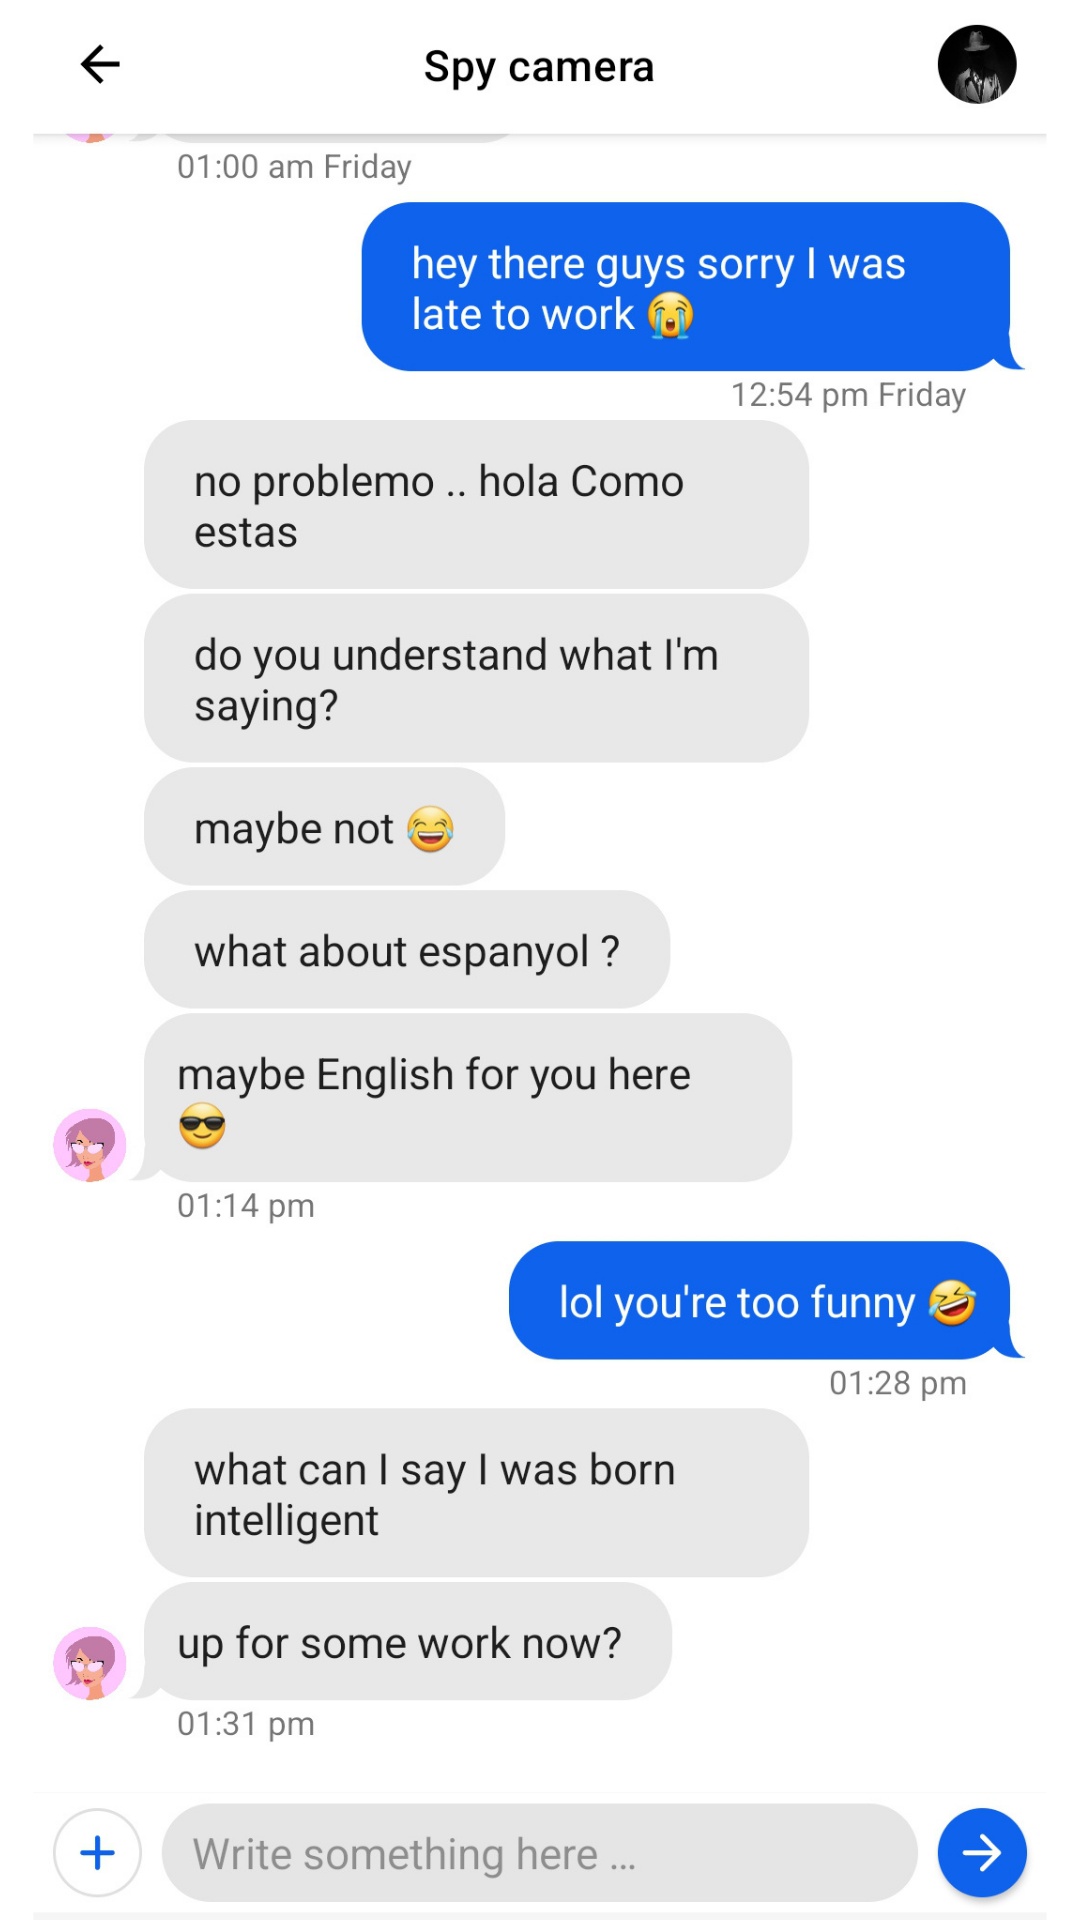 Spy camera
01:00 am Friday
hey there guys sorry I was
late to work 😭
12:54 pm Friday
no problemo .. hola Como
estas
do you understand what I'm
saying?
maybe not 😂
what about espanyol ?
maybe English for you here
😎
01:14 pm
lol you're too funny 🤣
01:28 pm
what can I say I was born
intelligent
up for some work now?
01:31 pm
Write something here ...